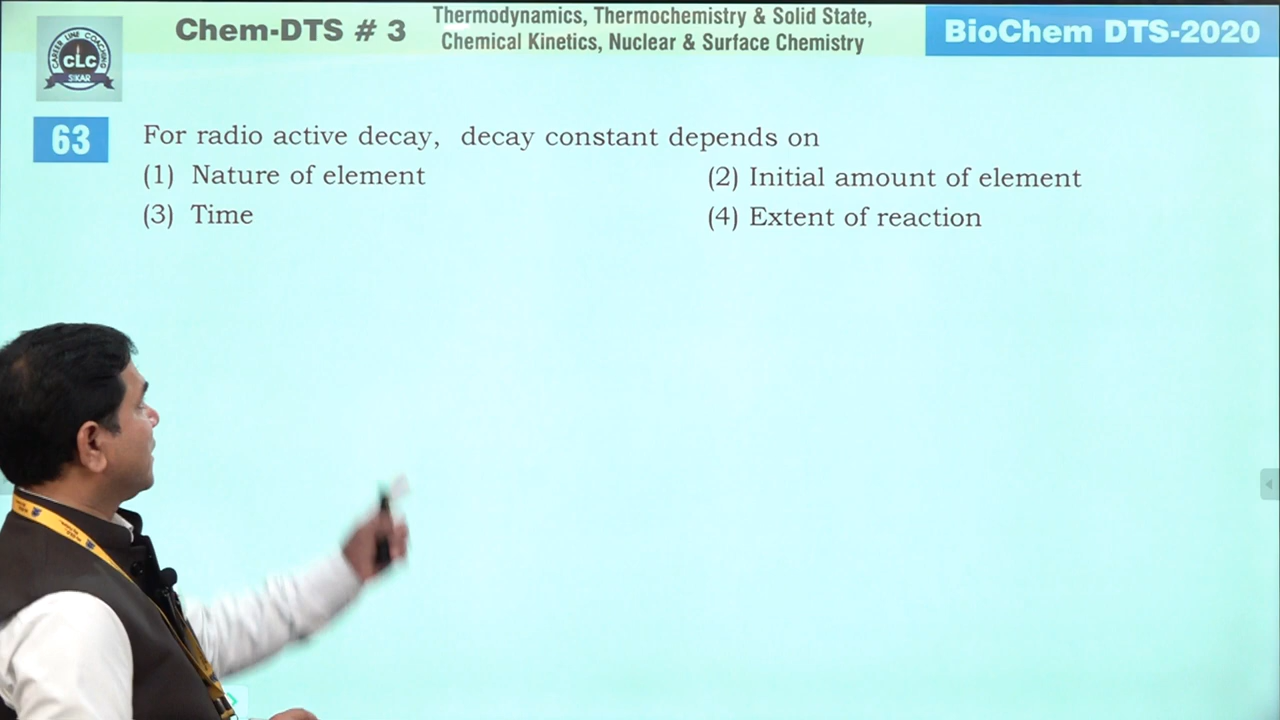 CAREER LINE COACHING
CLC
SIKAR
Chem-DTS # 3
Thermodynamics, Thermochemistry & Solid State,
Chemical Kinetics, Nuclear & Surface Chemistry
BioChem DTS-2020
63 For radio active decay, decay constant depends on
(1) Nature of element (2) Initial amount of element
(3) Time (4) Extent of reaction